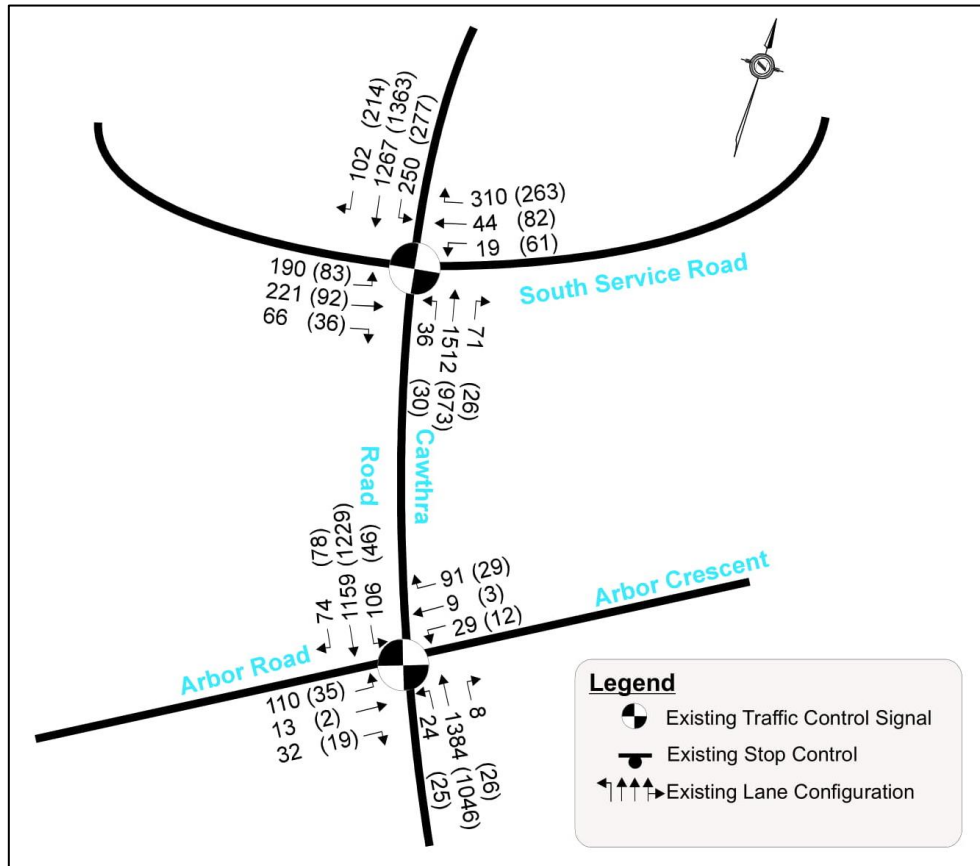 102 (214)
1267 (1363)
250 (277)
310 (263)
44 (82)
19 (61)
190 (83)
221 (92)
66 (36)
South Service Road
36 (30)
1512 (973)
71 (26)
Cawthra
Road
74 (78)
1159 (1229)
106 (46)
91 (29)
9 (3)
29 (12)
Arbor Crescent
Arbor Road
110 (35)
13 (2)
32 (19)
24 (25)
1384 (1046)
8 (26)
Legend
Existing Traffic Control Signal
Existing Stop Control
Existing Lane Configuration